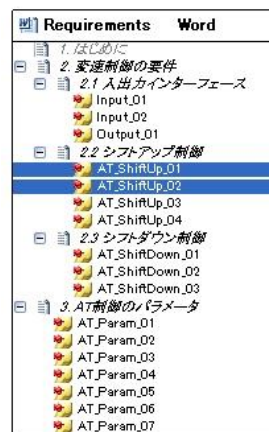 Requirements Word
1. はじめに
2. 変速制御の要件
2.1 入出力インターフェース
Input_01
Input_02
Output_01
2.2 シフトアップ制御
AT_ShiftUp_01
AT_ShiftUp_02
AT_ShiftUp_03
AT_ShiftUp_04
2.3 シフトダウン制御
AT_ShiftDown_01
AT_ShiftDown_02
AT_ShiftDown_03
3. AT制御のパラメータ
AT_Param_01
AT_Param_02
AT_Param_03
AT_Param_04
AT_Param_05
AT_Param_06
AT_Param_07